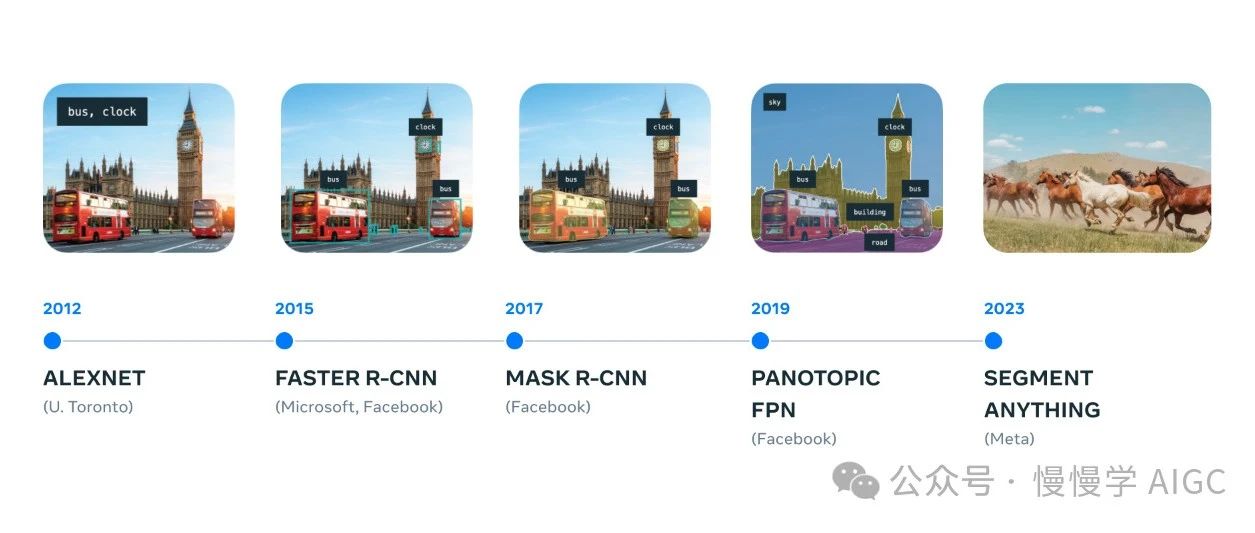 bus, clock
clock
bus
bus
clock
bus
bus
sky
clock
bus
bus
building
road
2012
2015
2017
2019
2023
ALEXNET
(U. Toronto)
FASTER R-CNN
(Microsoft, Facebook)
MASK R-CNN
(Facebook)
PANOTOPIC
FPN
(Facebook)
SEGMENT
ANYTHING
(Meta)
公众号 · 慢慢学 AIGC